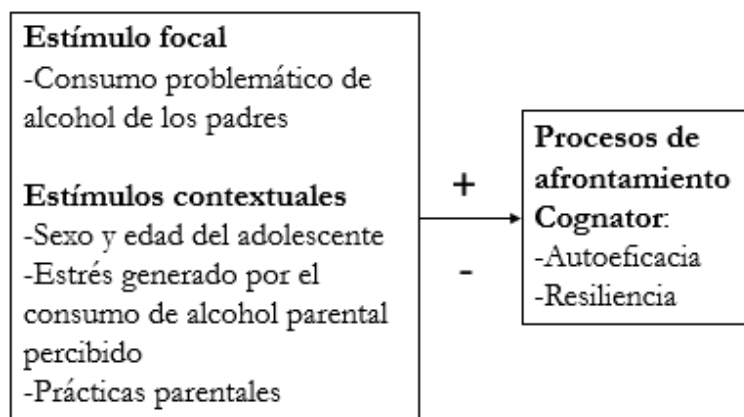 Estímulo focal
-Consumo problemático de
alcohol de los padres
Estímulos contextuales
-Sexo y edad del adolescente
-Estrés generado por el
consumo de alcohol parental
percibido
-Prácticas parentales
+
-
Procesos de
afrontamiento
Cognator:
-Autoeficacia
-Resiliencia